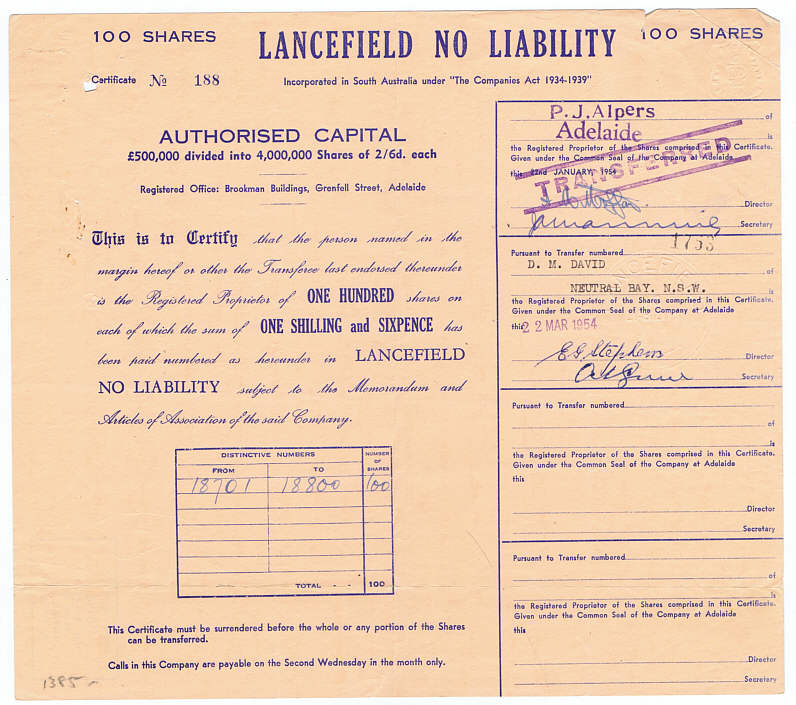 100 SHARES
LANCEFIELD NO LIABILITY
100 SHARES
Certificate No 188
Incorporated in South Australia under "The Companies Act 1934-1939"
AUTHORISED CAPITAL
£500,000 divided into 4,000,000 Shares of 2/6d. each
Registered Office: Brookman Buildings, Grenfell Street, Adelaide
This is to Certify that the person named in the
margin hereof or other the Transferee last endorsed thereunder
is the Registered Proprietor of ONE HUNDRED shares on
each of which the sum of ONE SHILLING and SIXPENCE has
been paid numbered as hereunder in LANCEFIELD
NO LIABILITY subject to the Memorandum and
Articles of Association of the said Company.
DISTINCTIVE NUMBERS
NUMBER OF SHARES
FROM
TO
18701
18800
100
TOTAL - - 100
This Certificate must be surrendered before the whole or any portion of the Shares
can be transferred.
Calls in this Company are payable on the Second Wednesday in the month only.
1385
P.J.Alpers of
Adelaide is
the Registered Proprietor of the Shares comprised in this Certificate.
Given under the Common Seal of the Company at Adelaide
this 22nd JANUARY, 1954
TRANSFERRED
Director
Secretary
Pursuant to Transfer numbered 1753
D. M. DAVID
of
NEUTRAL BAY. N.S.W. is
the Registered Proprietor of the Shares comprised in this Certificate.
Given under the Common Seal of the Company at Adelaide
this 22 MAR 1954
E G Stephens Director
Secretary
Pursuant to Transfer numbered
of
is
the Registered Proprietor of the Shares comprised in this Certificate.
Given under the Common Seal of the Company at Adelaide
this
Director
Secretary
Pursuant to Transfer numbered
of
is
the Registered Proprietor of the Shares comprised in this Certificate.
Given under the Common Seal of the Company at Adelaide
this
Director
Secretary